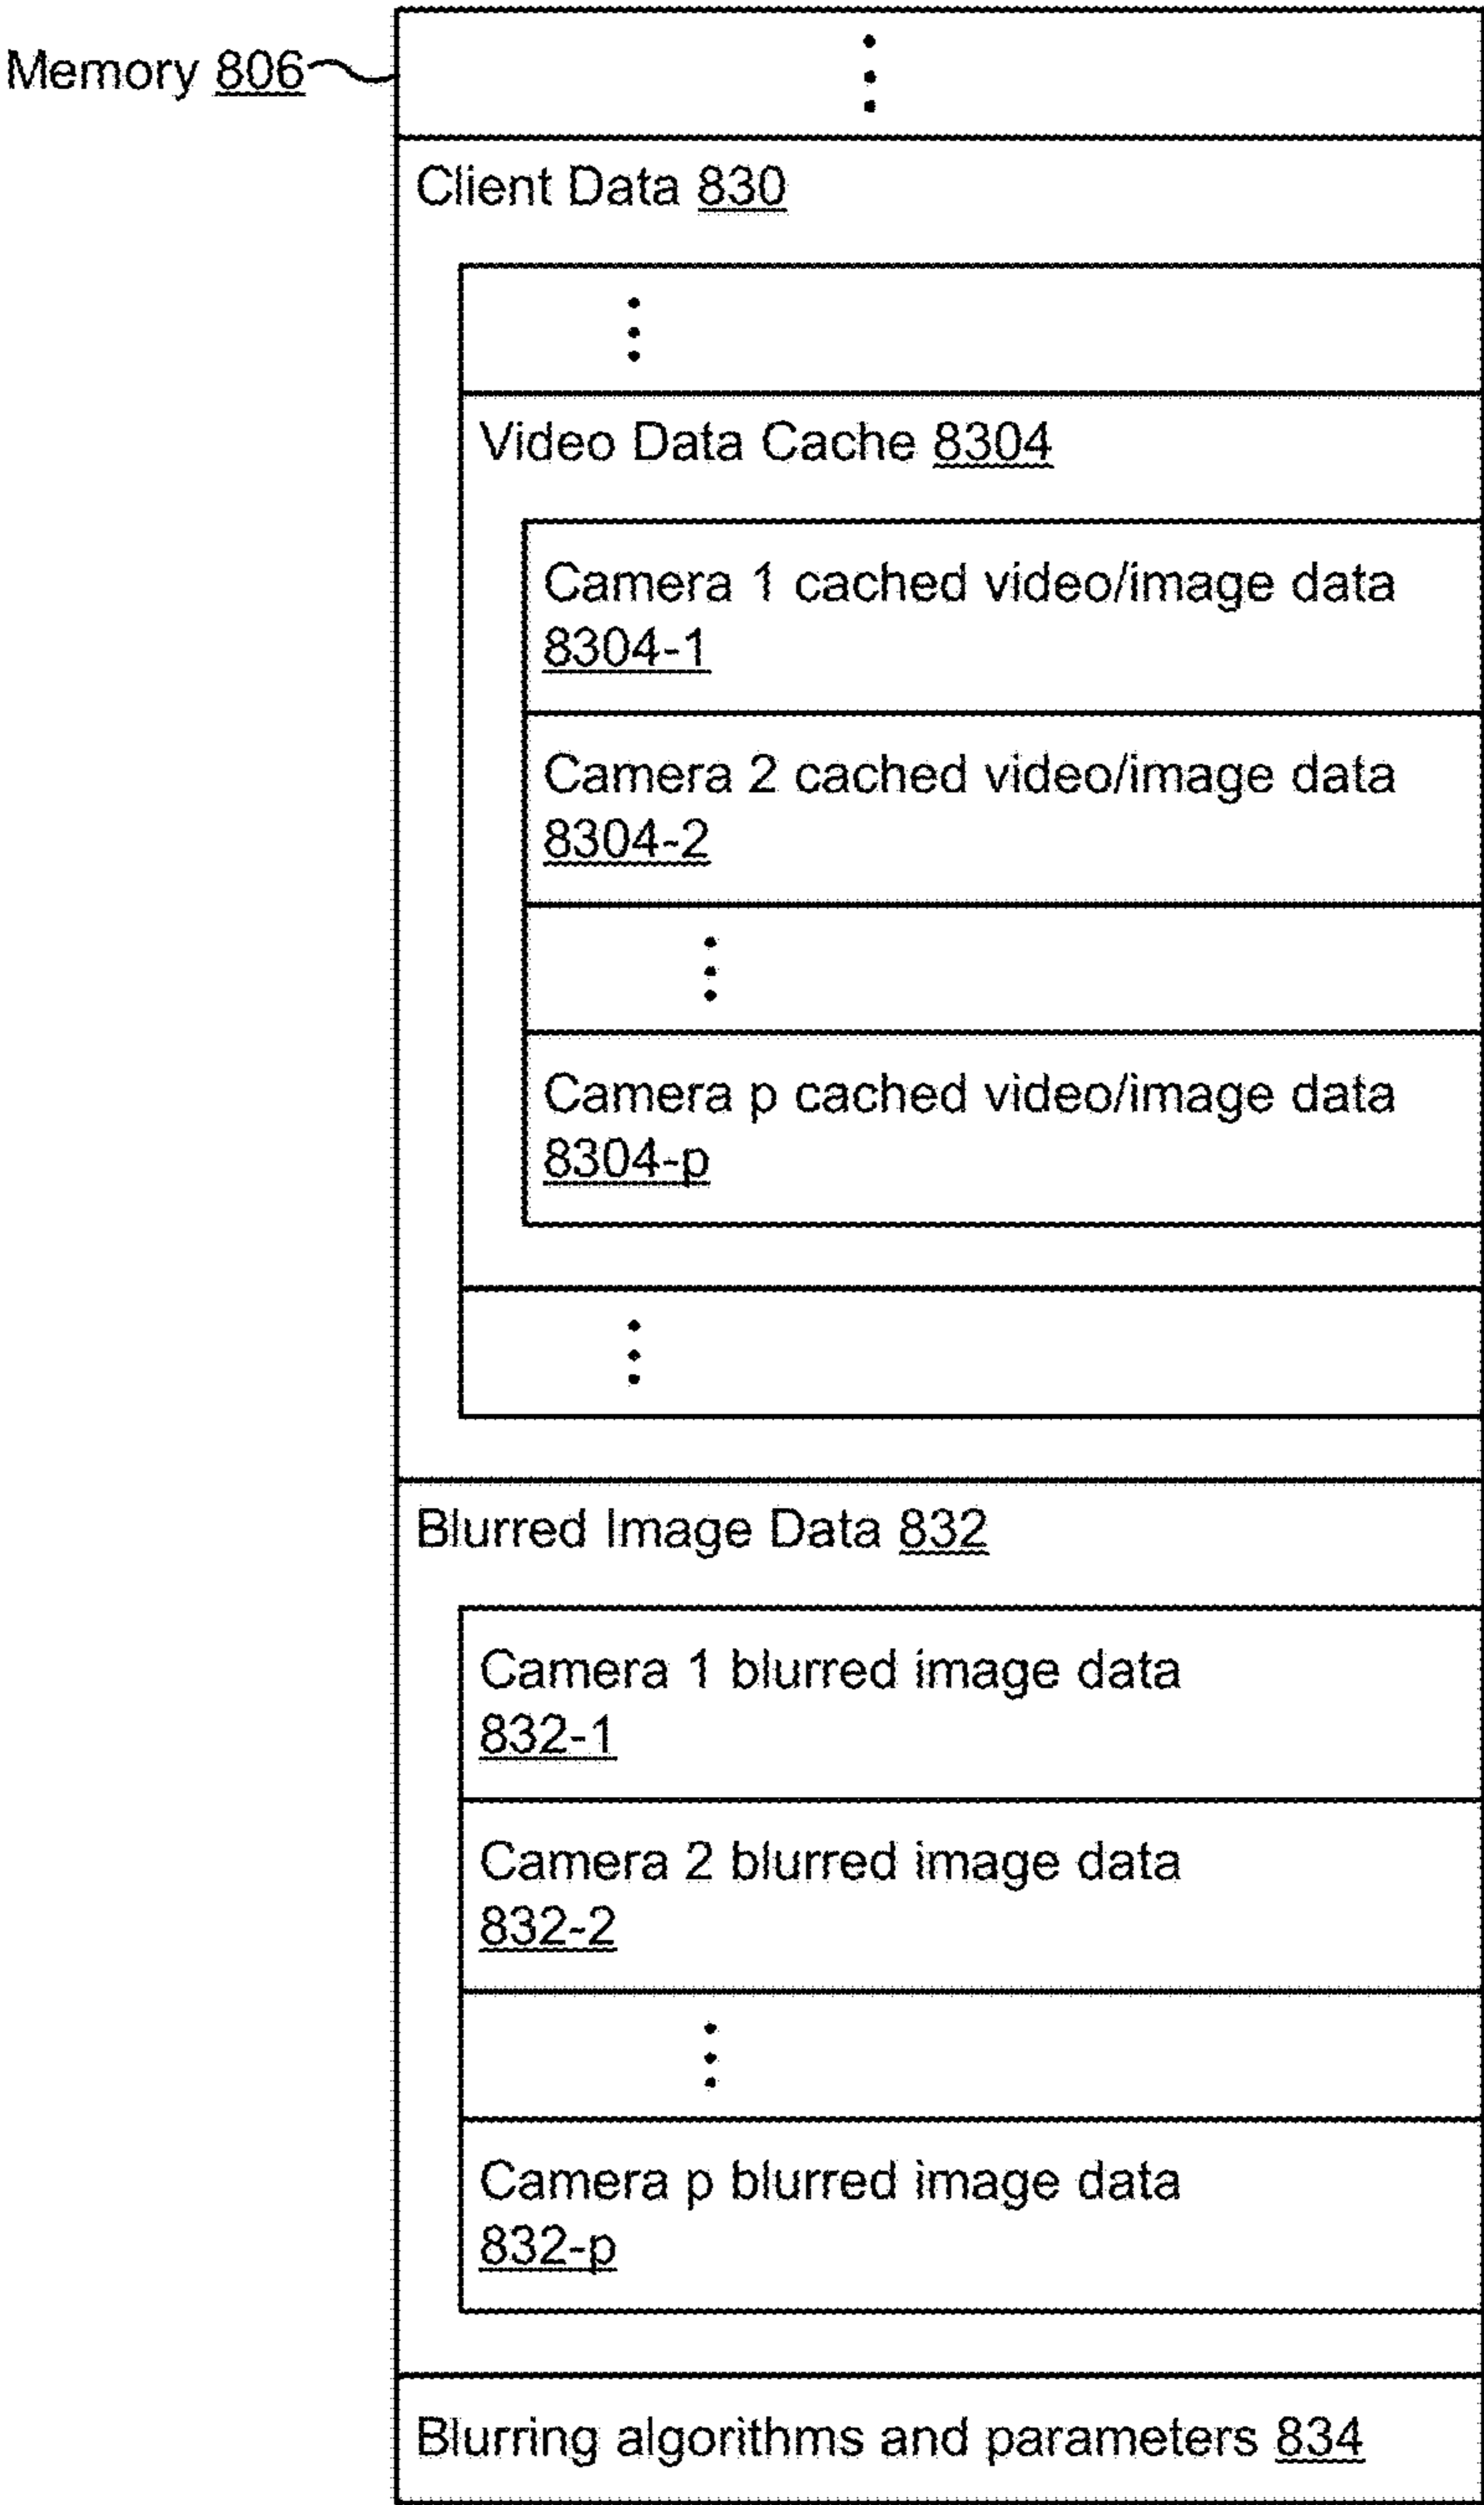 Memory 806
Client Data 830
Video Data Cache 8304
Camera 1 cached video/image data
8304-1
Camera 2 cached video/image data
8304-2
Camera p cached video/image data
8304-p
Blurred Image Data 832
Camera 1 blurred image data
832-1
Camera 2 blurred image data
832-2
Camera p blurred image data
832-p
Blurring algorithms and parameters 834